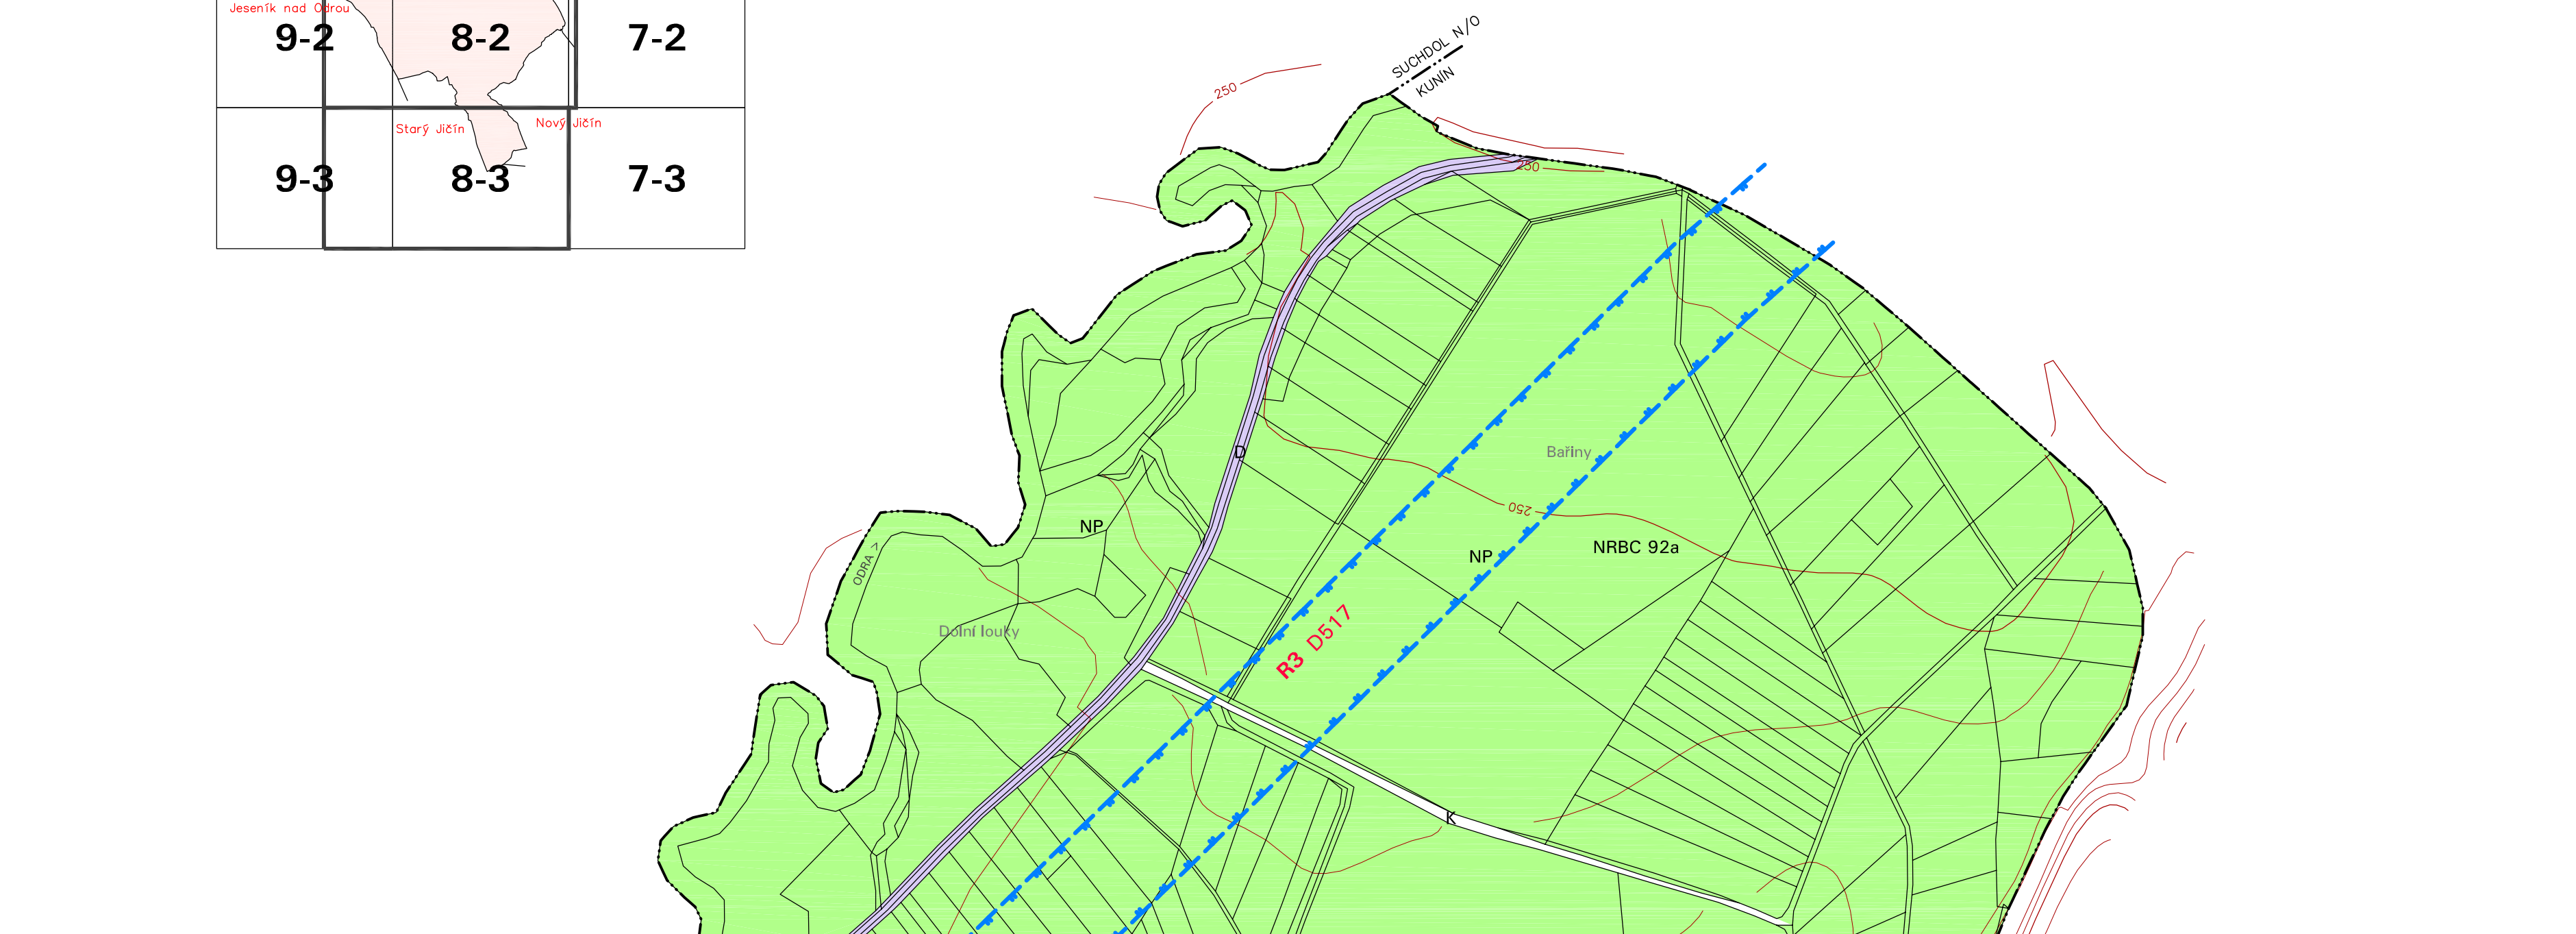 Jeseník nad Odrou
9-2
8-2
7-2
Starý Jičín
Nový Jičín
9-3
8-3
7-3
SUCHDOL N/O
KUNÍN
250
250
D
Bařiny
250
NP
NP
NRBC 92a
ODRA >
Dolní louky
R3 D517
K